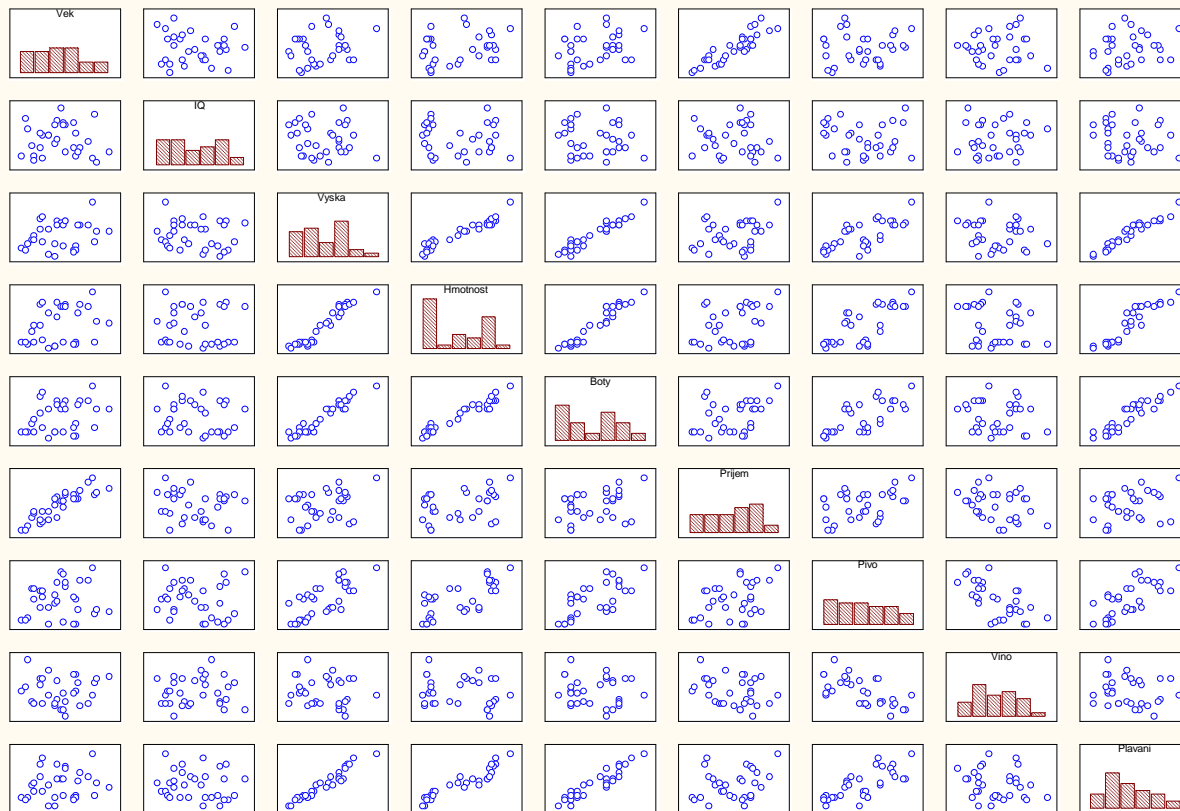 Vek
IQ
Vyska
Hmotnost
Boty
Prijem
Pivo
Vino
Plavani